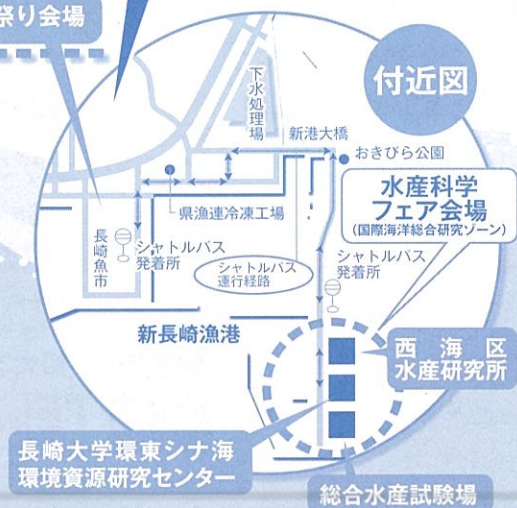 祭り会場
付近図
下水処理場
新港大橋
おきびら公園
水産科学
フェア会場
(国際海洋総合研究ゾーン)
県漁連冷凍工場
長崎魚市
シャトルバス
発着所
シャトルバス
運行経路
シャトルバス
発着所
新長崎漁港
西海区
水産研究所
長崎大学環東シナ海
環境資源研究センター
総合水産試験場